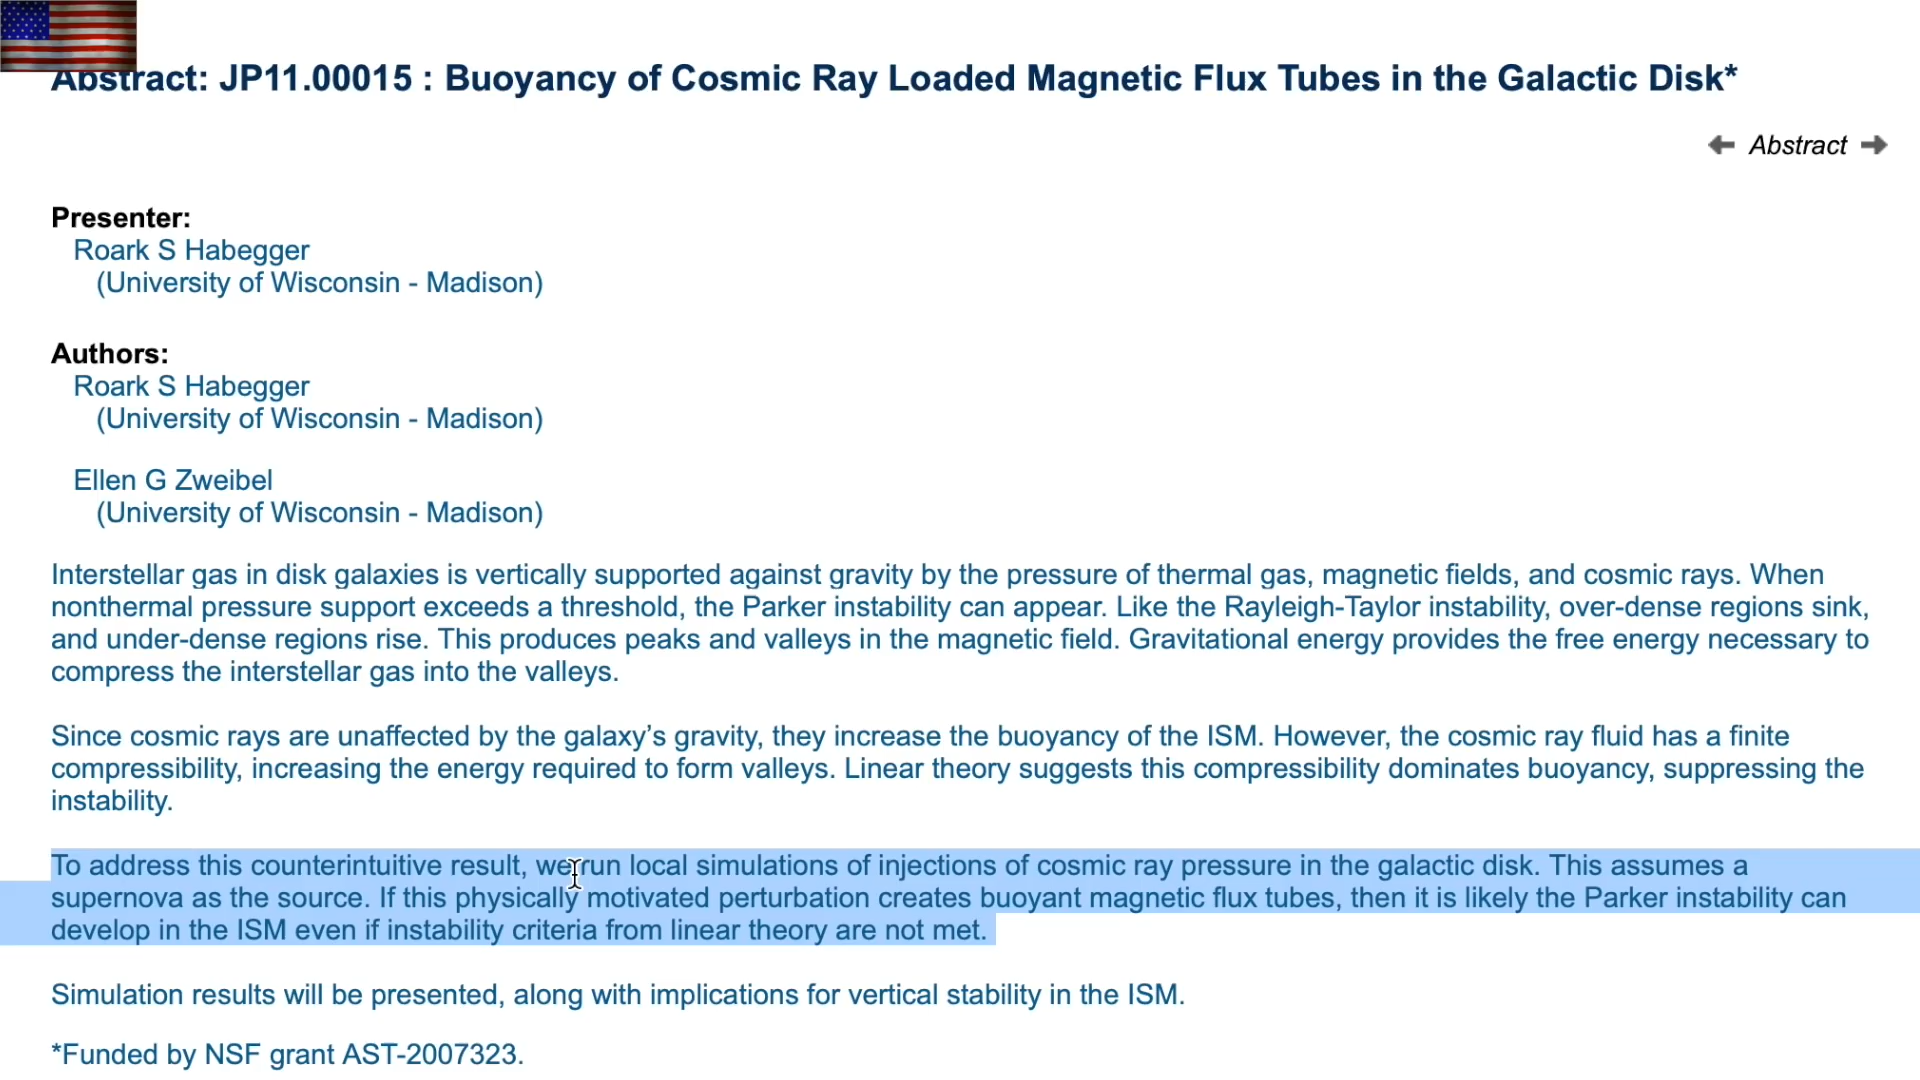 Abstract: JP11.00015 : Buoyancy of Cosmic Ray Loaded Magnetic Flux Tubes in the Galactic Disk*
Abstract
Presenter:
Roark S Habegger
(University of Wisconsin - Madison)
Authors:
Roark S Habegger
(University of Wisconsin - Madison)
Ellen G Zweibel
(University of Wisconsin - Madison)
Interstellar gas in disk galaxies is vertically supported against gravity by the pressure of thermal gas, magnetic fields, and cosmic rays. When
nonthermal pressure support exceeds a threshold, the Parker instability can appear. Like the Rayleigh-Taylor instability, over-dense regions sink,
and under-dense regions rise. This produces peaks and valleys in the magnetic field. Gravitational energy provides the free energy necessary to
compress the interstellar gas into the valleys.
Since cosmic rays are unaffected by the galaxy’s gravity, they increase the buoyancy of the ISM. However, the cosmic ray fluid has a finite
compressibility, increasing the energy required to form valleys. Linear theory suggests this compressibility dominates buoyancy, suppressing the
instability.
To address this counterintuitive result, we run local simulations of injections of cosmic ray pressure in the galactic disk. This assumes a
supernova as the source. If this physically motivated perturbation creates buoyant magnetic flux tubes, then it is likely the Parker instability can
develop in the ISM even if instability criteria from linear theory are not met.
Simulation results will be presented, along with implications for vertical stability in the ISM.
*Funded by NSF grant AST-2007323.